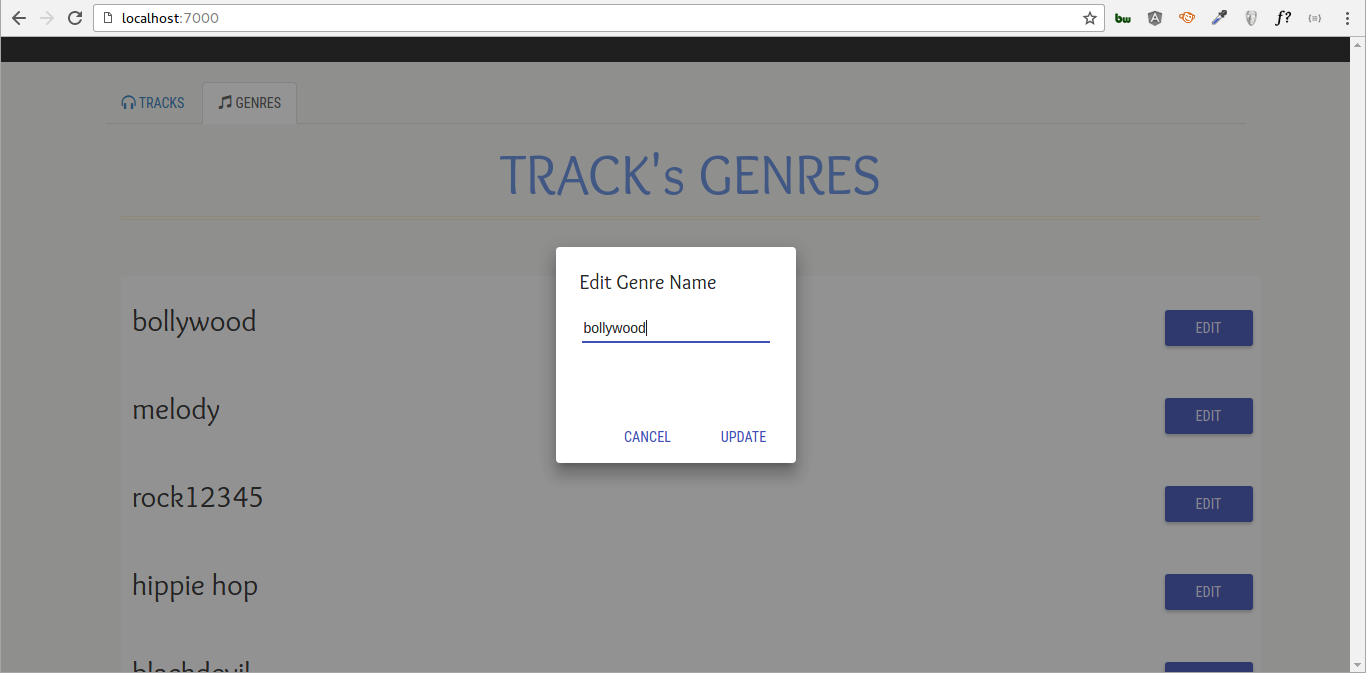 localhost:7000
bw
A
f?
TRACKS
GENRES
TRACK's GENRES
Edit Genre Name
bollywood
CANCEL
UPDATE
bollywood
EDIT
melody
EDIT
rock12345
EDIT
hippie hop
EDIT
blachdevil